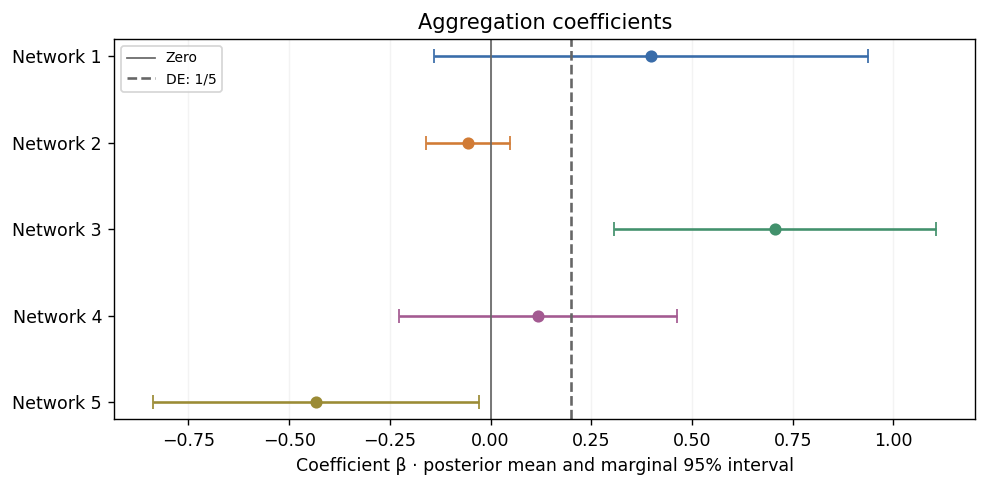 Aggregation coefficients
Zero
DE: 1/5
Network 1
Network 2
Network 3
Network 4
Network 5
−0.75 −0.50 −0.25 0.00 0.25 0.50 0.75 1.00
Coefficient β · posterior mean and marginal 95% interval